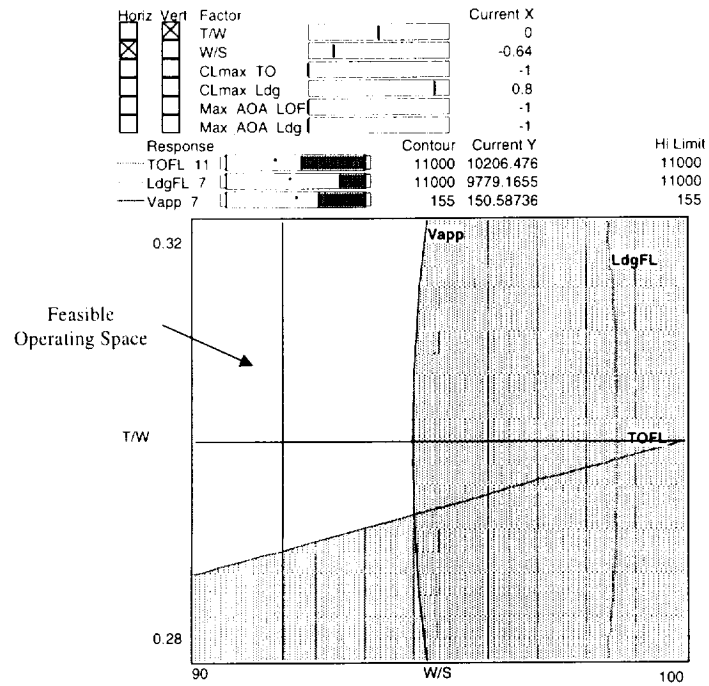 Horiz Vert Factor Current X
T/W 0
W/S -0.64
CLmax TO -1
CLmax Ldg 0.8
Max AOA LOF -1
Max AOA Ldg -1
Response Contour Current Y Hi Limit
TOFL 11 11000 10206.476 11000
LdgFL 7 11000 9779.1655 11000
Vapp 7 155 150.58736 155
0.32
Vapp
LdgFL
Feasible
Operating Space
T/W
TOFL
0.28
90 W/S 100